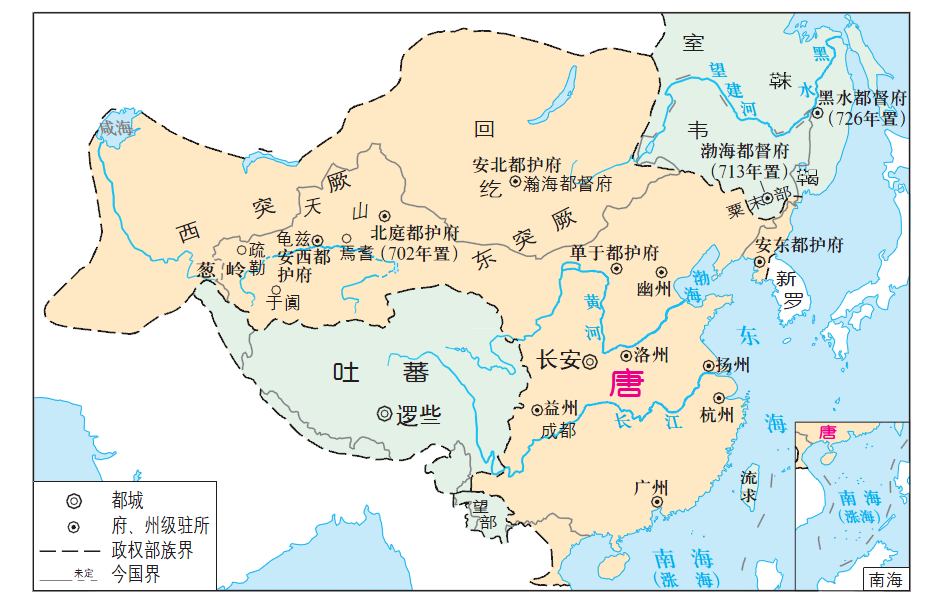 室
韦
靺
鞨
黑
水
望
建
河
黑水都督府
(726年置)
渤海都督府
(713年置)
粟末部
咸海
回
纥
安北都护府
瀚海都督府
西突厥
天山
东突厥
北庭都护府
(702年置)
龟兹
安西都
护府
焉耆
疏
勒
葱岭
于阗
单于都护府
幽州
安东都护府
新
罗
渤
海
黄
河
东
海
吐蕃
逻些
长安
洛州
唐
扬州
杭州
益州
成都
长江
广州
流
求
望
部
南海
(涨海)
都城
府、州级驻所
政权部族界
未定
今国界
唐
南海
(涨海)
南海